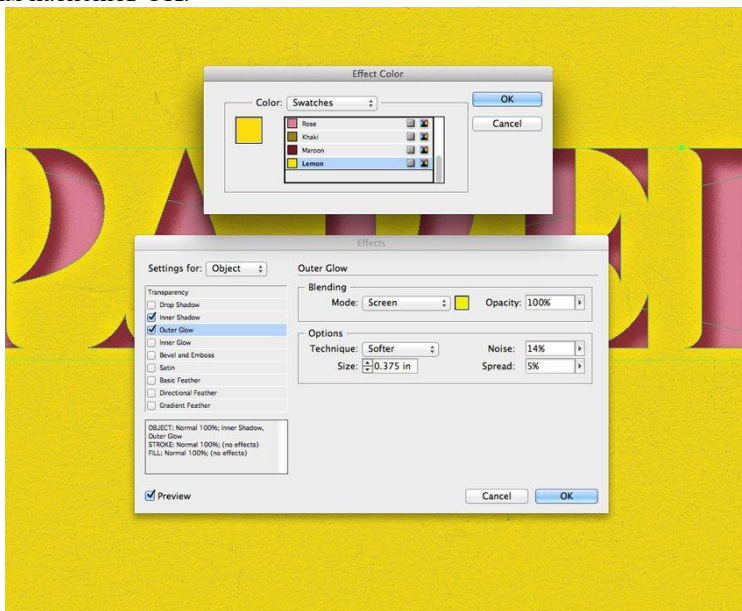 Effect Color
Color: Swatches
OK
Rose
Khaki
Cancel
Maroon
Lemon
Effects
Settings for: Object
Outer Glow
Transparency
Drop Shadow
Inner Shadow
Outer Glow
Inner Glow
Bevel and Emboss
Satin
Basic Feather
Directional Feather
Gradient Feather
Blending
Mode: Screen
Opacity: 100%
Options
Technique: Softer
Noise: 14%
Size: 0.375 in
Spread: 5%
OBJECT: Normal 100%; Inner Shadow,
Outer Glow
STROKE: Normal 100%; (no effects)
FILL: Normal 100%; (no effects)
Preview
Cancel
OK